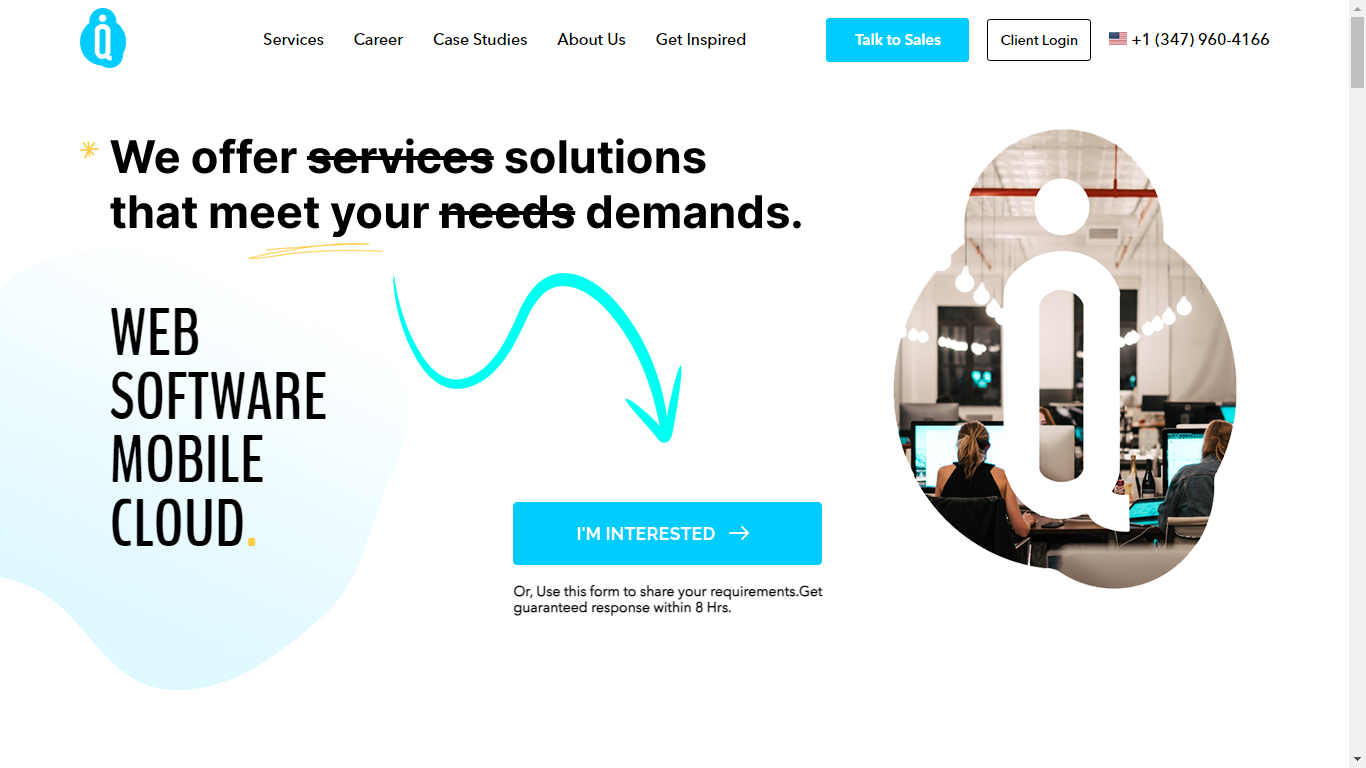 Services Career Case Studies About Us Get Inspired Talk to Sales Client Login +1 (347) 960-4166
We offer services solutions
that meet your needs demands.
WEB
SOFTWARE
MOBILE
CLOUD.
I'M INTERESTED
Or, Use this form to share your requirements.Get
guaranteed response within 8 Hrs.